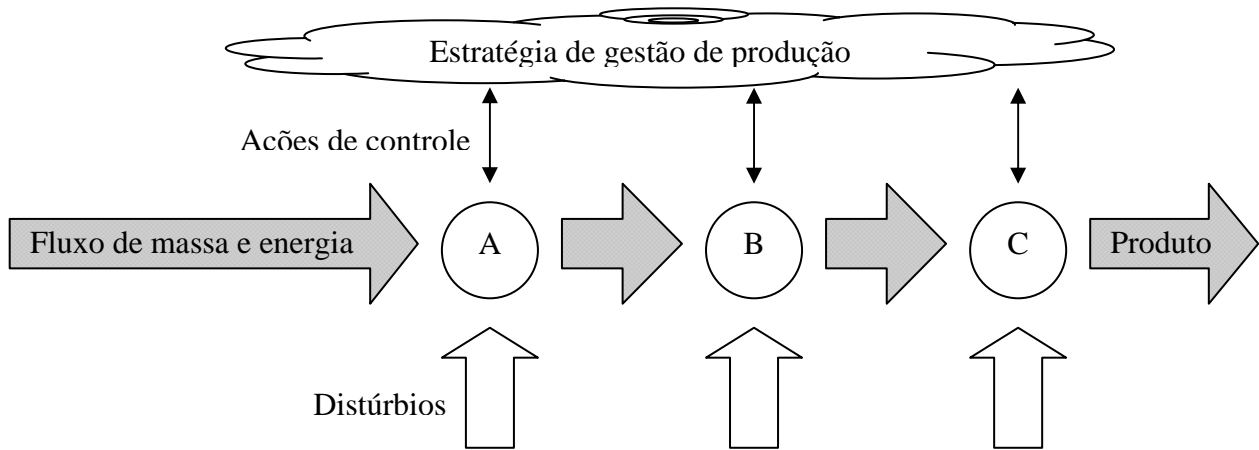 Estratégia de gestão de produção
Acões de controle
Fluxo de massa e energia
A
B
C
Produto
Distúrbios